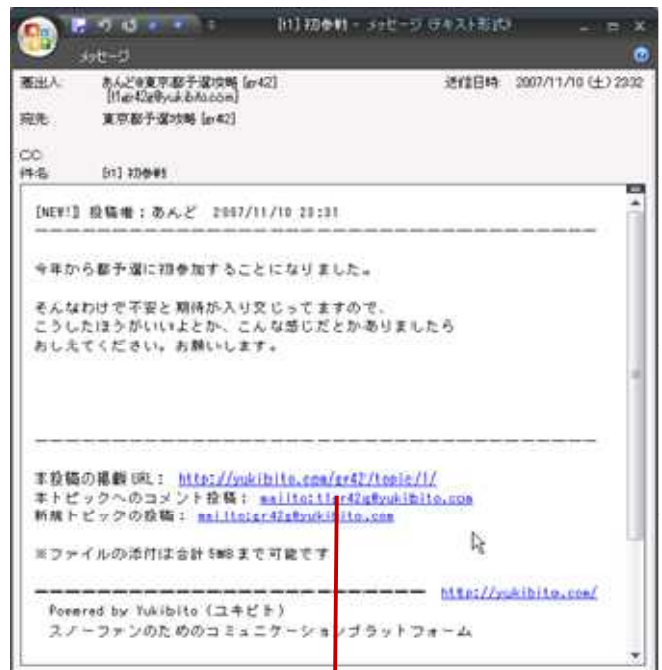 [t1] 初参戦 - メッセージ (テキスト形式)
メッセージ
差出人 あんど@東京都予選攻略 [gr42] 送信日時 2007/11/10 (土) 23:32
[t1gr42g@yukibito.com]
宛先 東京都予選攻略 [gr42]
CC
件名 [t1] 初参戦
[NEW!] 投稿者:あんど 2007/11/10 23:31
今年から都予選に初参加することになりました。
そんなわけで不安と期待が入り交じってますので、
こうしたほうがいいよとか、こんな感じだとかありましたら
おしえてください。お願いします。
本投稿の掲載URL: http://yukibito.com/gr42/topic/1/
本トピックへのコメント投稿: mailto:t1gr42g@yukibito.com
新規トピックの投稿: mailto:gr42g@yukibito.com
※ファイルの添付は合計5MBまで可能です
http://yukibito.com/
Powered by Yukibito (ユキビト)
スノーファンのためのコミュニケーションプラットフォーム